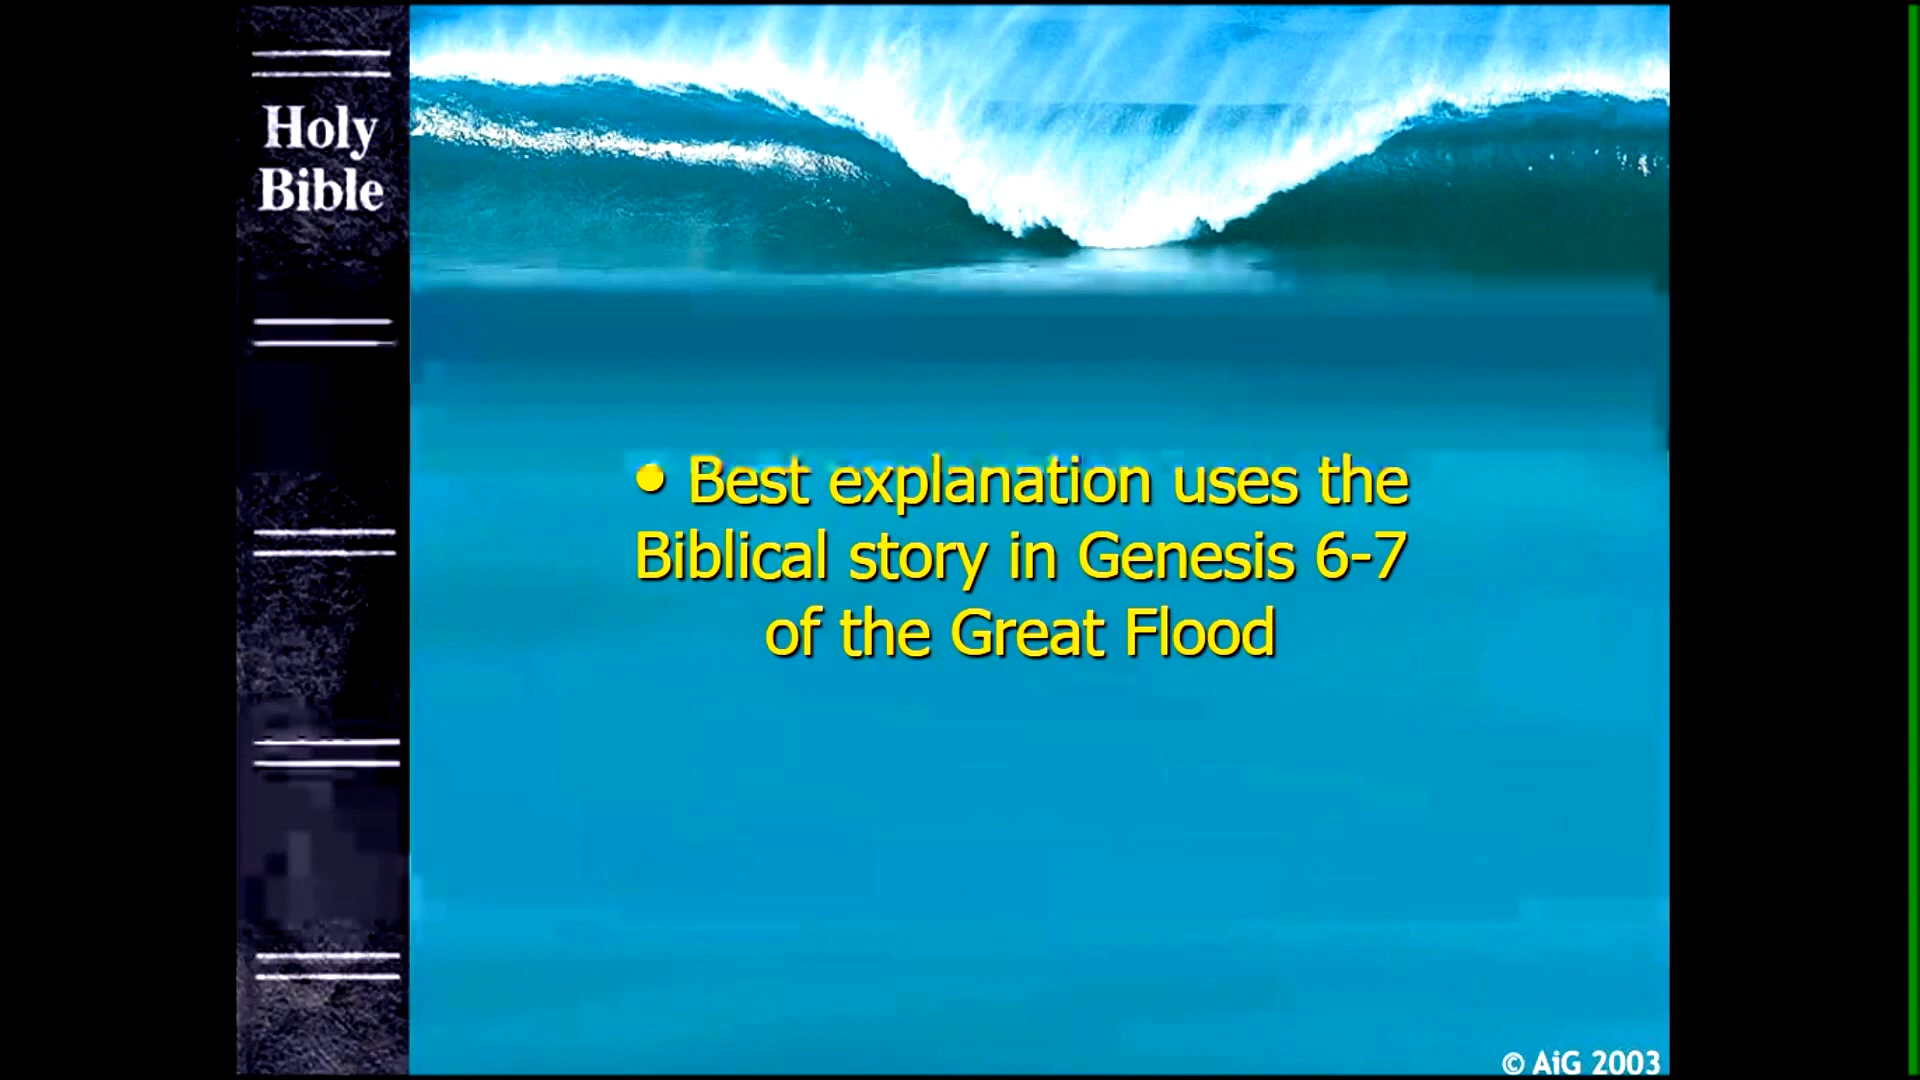 Holy
Bible
• Best explanation uses the
Biblical story in Genesis 6-7
of the Great Flood
© AiG 2003